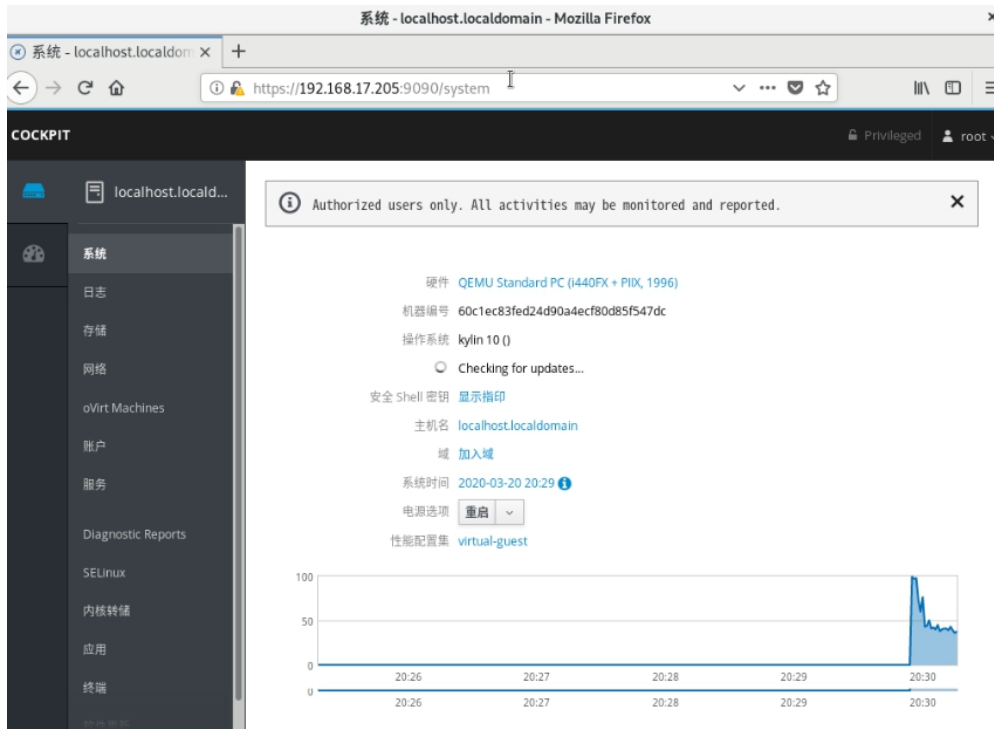 系统 - localhost.localdomain - Mozilla Firefox
系统 - localhost.localdom
https://192.168.17.205:9090/system
COCKPIT
Privileged
root
localhost.locald...
Authorized users only. All activities may be monitored and reported.
系统
日志
存储
网络
oVirt Machines
账户
服务
Diagnostic Reports
SELinux
内核转储
应用
终端
软件更新
硬件 QEMU Standard PC (i440FX + PIIX, 1996)
机器编号 60c1ec83fed24d90a4ecf80d85f547dc
操作系统 kylin 10 ()
Checking for updates...
安全 Shell 密钥 显示指印
主机名 localhost.localdomain
域 加入域
系统时间 2020-03-20 20:29
电源选项 重启
性能配置集 virtual-guest
100
50
0
20:26 20:27 20:28 20:29 20:30
0
20:26 20:27 20:28 20:29 20:30